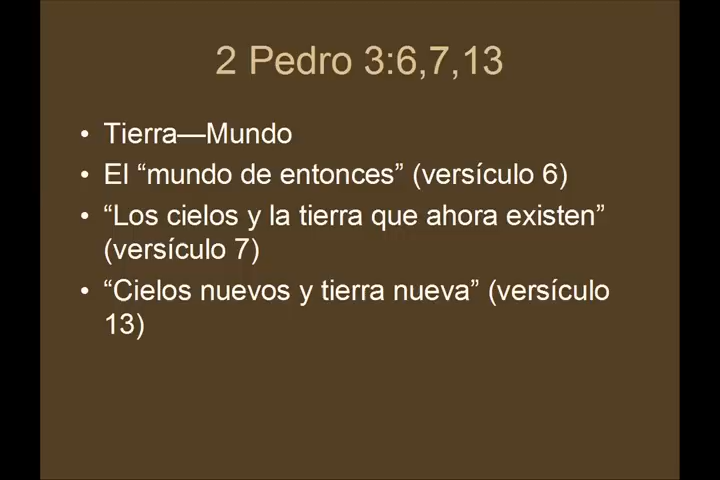 2 Pedro 3:6,7,13
• Tierra—Mundo
• El “mundo de entonces” (versículo 6)
• “Los cielos y la tierra que ahora existen”
(versículo 7)
• “Cielos nuevos y tierra nueva” (versículo
13)